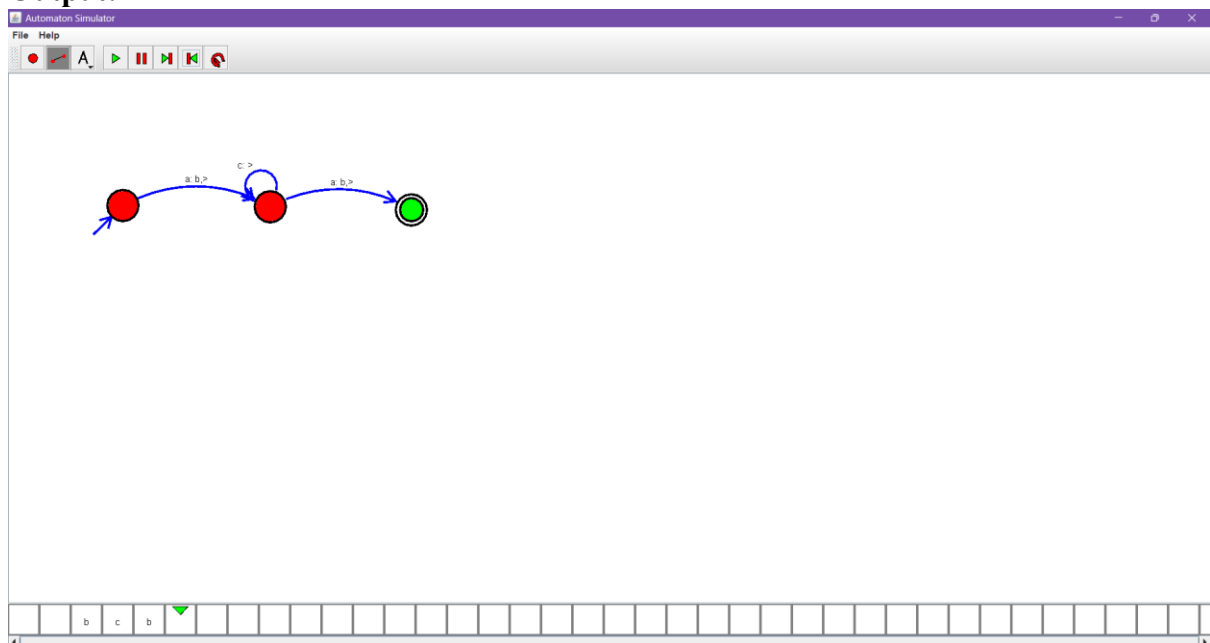 Output:
Automaton Simulator
File Help
A
c: >
a: b,>
a: b,>
b c b